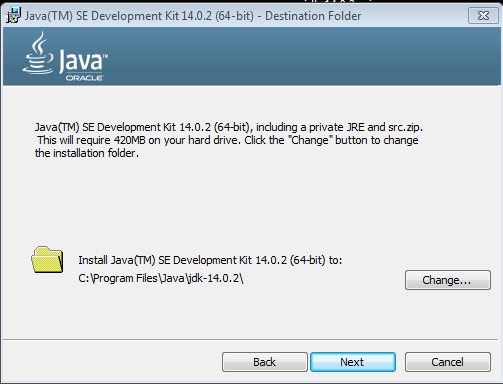 Java(TM) SE Development Kit 14.0.2 (64-bit) - Destination Folder
Java™
ORACLE
Java(TM) SE Development Kit 14.0.2 (64-bit), including a private JRE and src.zip.
This will require 420MB on your hard drive. Click the "Change" button to change
the installation folder.
Install Java(TM) SE Development Kit 14.0.2 (64-bit) to:
C:\Program Files\Java\jdk-14.0.2\
Change...
Back
Next
Cancel